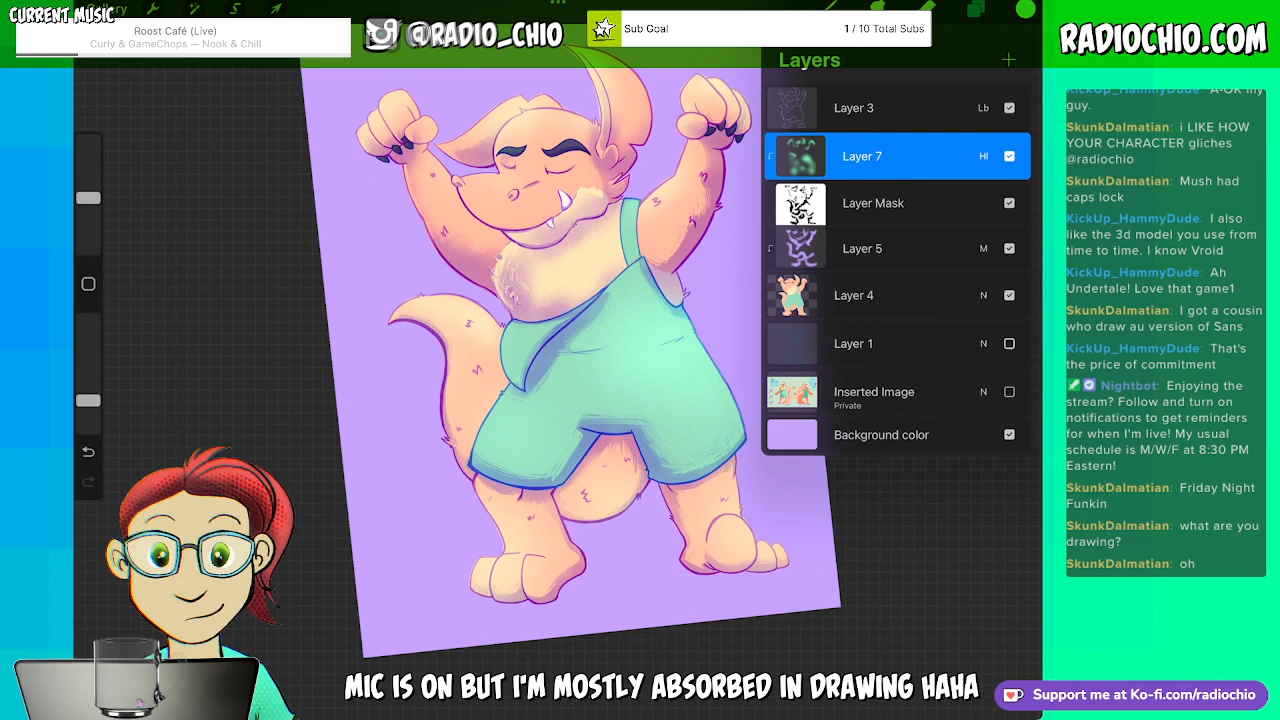 CURRENT MUSIC
Roost Café (Live)
Curly & GameChops — Nook & Chill
@RADIO_CHIO
Sub Goal
1 / 10 Total Subs
RADIOCHIO.COM
Layers
Layer 3
Lb
Layer 7
Hl
Layer Mask
Layer 5
M
Layer 4
N
Layer 1
N
Inserted Image
N
Private
Background color
KickUp_HammyDude: A-OK my
guy.
SkunkDalmatian: i LIKE HOW
YOUR CHARACTER gliches
@radiochio
SkunkDalmatian: Mush had
caps lock
KickUp_HammyDude: I also
like the 3d model you use from
time to time. I know Vroid
KickUp_HammyDude: Ah
Undertale! Love that game1
SkunkDalmatian: I got a cousin
who draw au version of Sans
KickUp_HammyDude: That's
the price of commitment
Nightbot: Enjoying the
stream? Follow and turn on
notifications to get reminders
for when I'm live! My usual
schedule is M/W/F at 8:30 PM
Eastern!
SkunkDalmatian: Friday Night
Funkin
SkunkDalmatian: what are you
drawing?
SkunkDalmatian: oh
MIC IS ON BUT I'M MOSTLY ABSORBED IN DRAWING HAHA
Support me at Ko-fi.com/radiochio